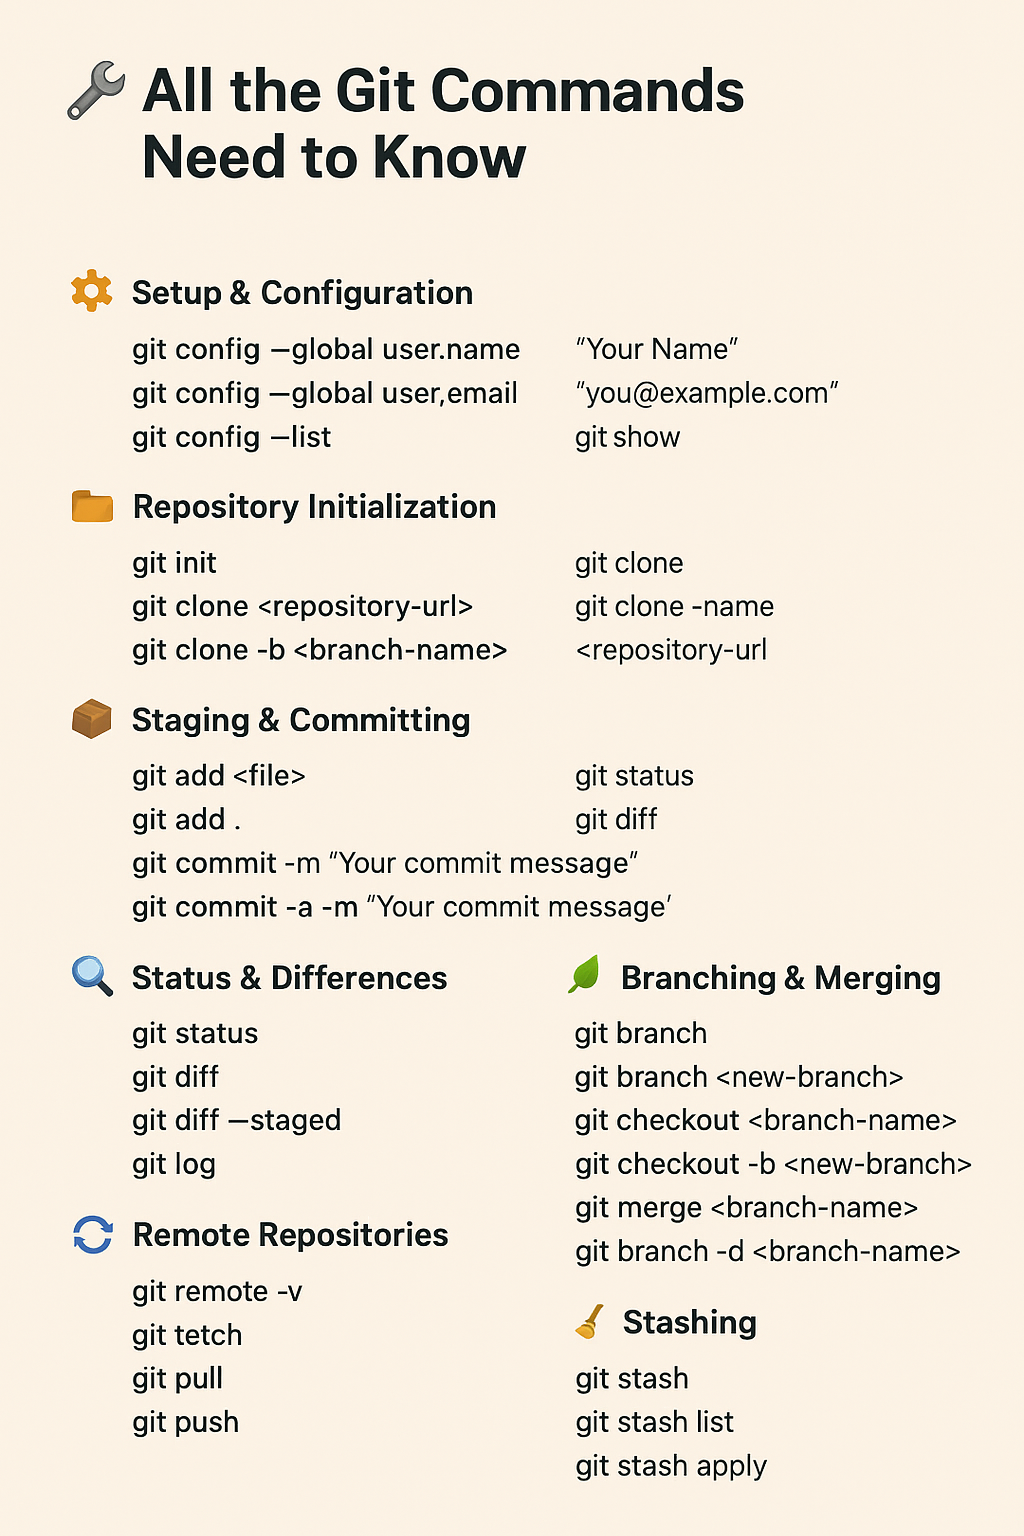 All the Git Commands
Need to Know
Setup & Configuration
git config —global user.name “Your Name”
git config —global user,email “you@example.com”
git config —list git show
Repository Initialization
git init git clone
git clone <repository-url> git clone -name
git clone -b <branch-name> <repository-url
Staging & Committing
git add <file> git status
git add . git diff
git commit -m “Your commit message”
git commit -a -m “Your commit message’
Status & Differences
git status
git diff
git diff —staged
git log
Remote Repositories
git remote -v
git tetch
git pull
git push
Branching & Merging
git branch
git branch <new-branch>
git checkout <branch-name>
git checkout -b <new-branch>
git merge <branch-name>
git branch -d <branch-name>
Stashing
git stash
git stash list
git stash apply